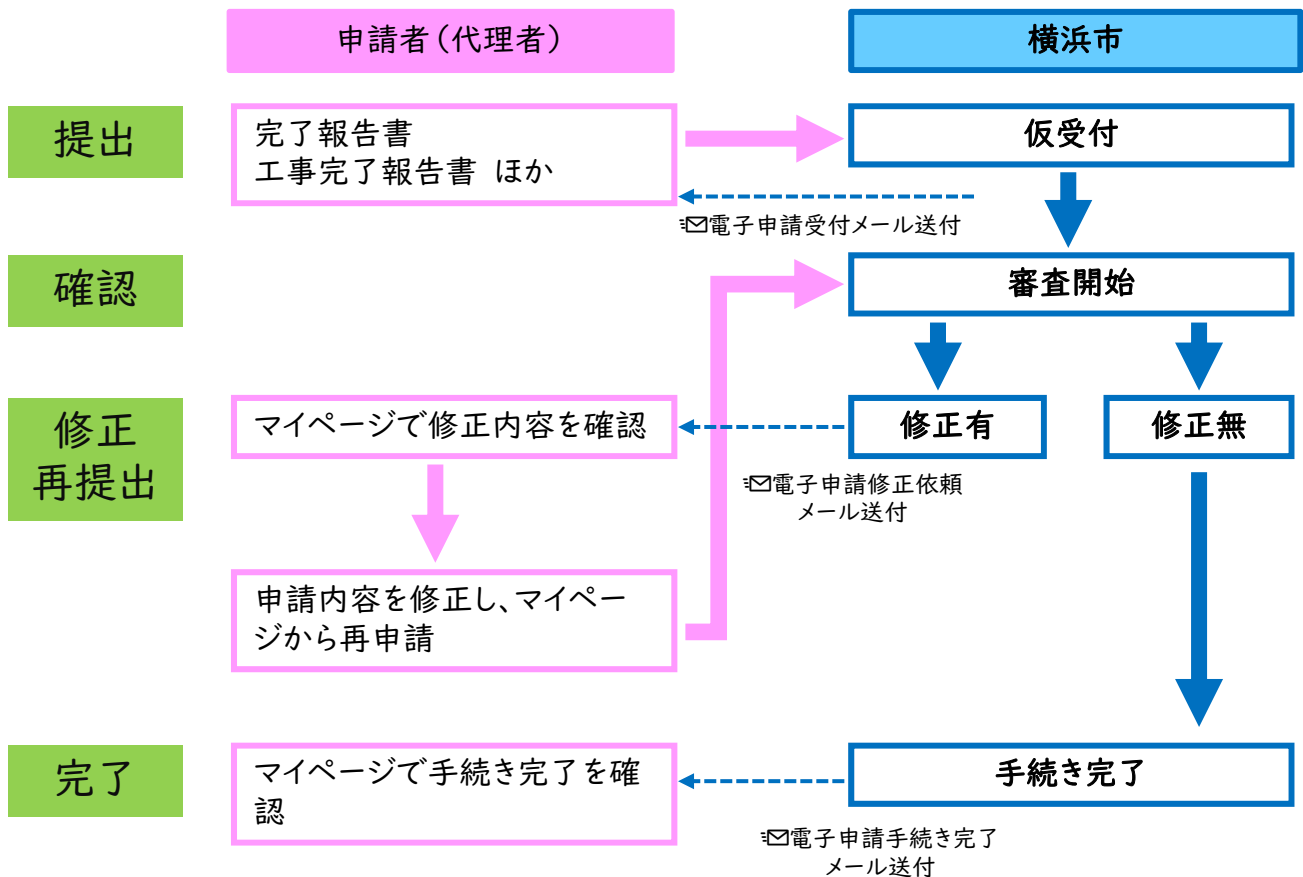 申請者（代理者）
横浜市
提出
完了報告書
工事完了報告書 ほか
仮受付
電子申請受付メール送付
確認
審査開始
修正
再提出
マイページで修正内容を確認
修正有
修正無
電子申請修正依頼
メール送付
申請内容を修正し、マイペー
ジから再申請
完了
マイページで手続き完了を確
認
手続き完了
電子申請手続き完了
メール送付